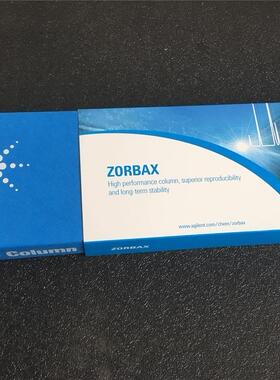 ZORBAX
High performance column, superior reproducibility
and long term stability
www.agilent.com/chem/zorbax
Column
ZORBAX